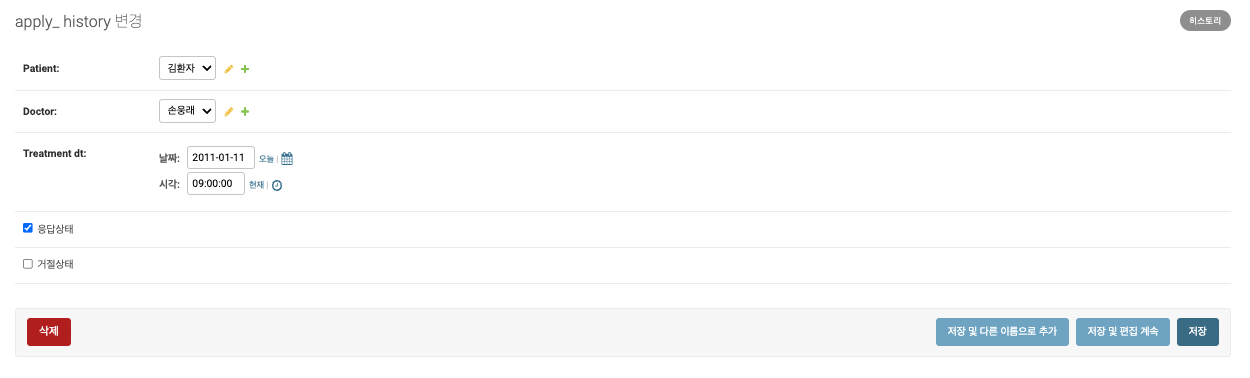 apply_ history 변경
히스토리
Patient:
김환자
Doctor:
손웅래
Treatment dt:
날짜: 2011-01-11 오늘 |
시각: 09:00:00 현재 |
응답상태
거절상태
삭제
저장 및 다른 이름으로 추가
저장 및 편집 계속
저장